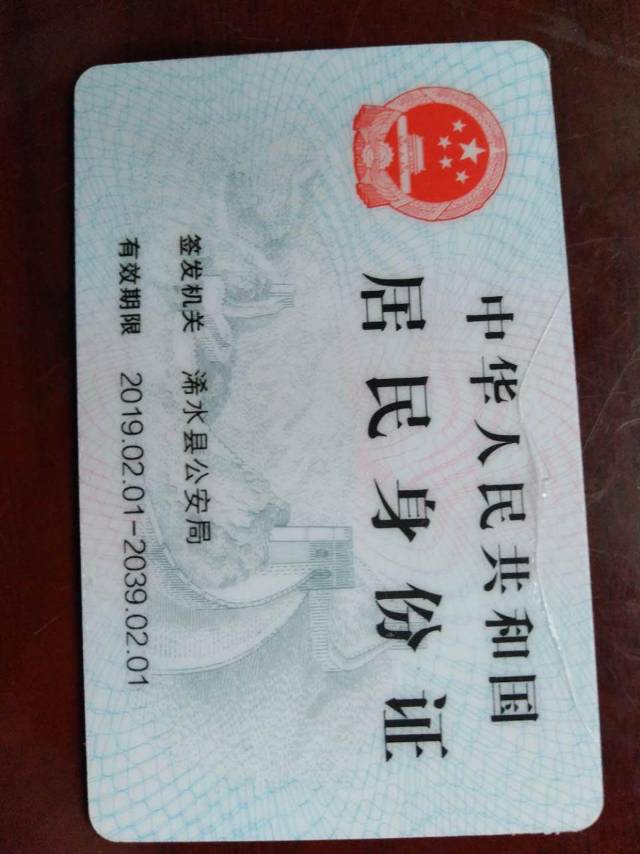 中华人民共和国
居民身份证
签发机关 浠水县公安局
有效期限 2019.02.01-2039.02.01